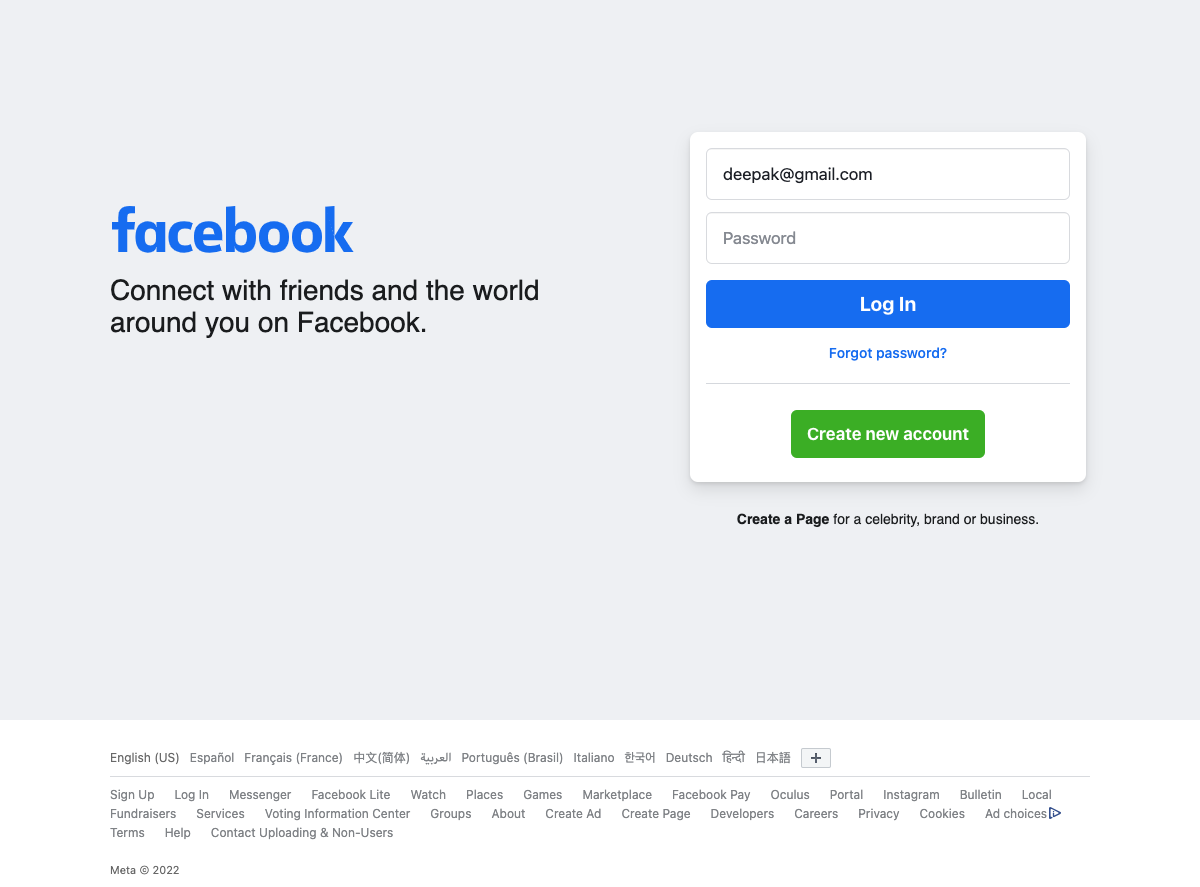 facebook
Connect with friends and the world
around you on Facebook.
deepak@gmail.com
Password
Log In
Forgot password?
Create new account
Create a Page for a celebrity, brand or business.
English (US) Español Français (France) 中文(简体) العربية Português (Brasil) Italiano 한국어 Deutsch हिन्दी 日本語
Sign Up Log In Messenger Facebook Lite Watch Places Games Marketplace Facebook Pay Oculus Portal Instagram Bulletin Local
Fundraisers Services Voting Information Center Groups About Create Ad Create Page Developers Careers Privacy Cookies Ad choices
Terms Help Contact Uploading & Non-Users
Meta © 2022